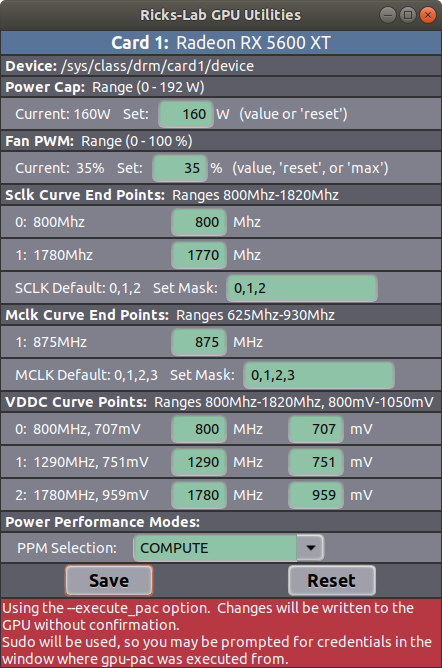 Ricks-Lab GPU Utilities
Card 1: Radeon RX 5600 XT
Device: /sys/class/drm/card1/device
Power Cap: Range (0 - 192 W)
Current: 160W Set: 160 W (value or 'reset')
Fan PWM: Range (0 - 100 %)
Current: 35% Set: 35 % (value, 'reset', or 'max')
Sclk Curve End Points: Ranges 800Mhz-1820Mhz
0: 800Mhz 800 Mhz
1: 1780Mhz 1770 Mhz
SCLK Default: 0,1,2 Set Mask: 0,1,2
Mclk Curve End Points: Ranges 625Mhz-930Mhz
1: 875MHz 875 MHz
MCLK Default: 0,1,2,3 Set Mask: 0,1,2,3
VDDC Curve Points: Ranges 800Mhz-1820Mhz, 800mV-1050mV
0: 800MHz, 707mV 800 MHz 707 mV
1: 1290MHz, 751mV 1290 MHz 751 mV
2: 1780MHz, 959mV 1780 MHz 959 mV
Power Performance Modes:
PPM Selection: COMPUTE
Save Reset
Using the --execute_pac option. Changes will be written to the
GPU without confirmation.
Sudo will be used, so you may be prompted for credentials in the
window where gpu-pac was executed from.